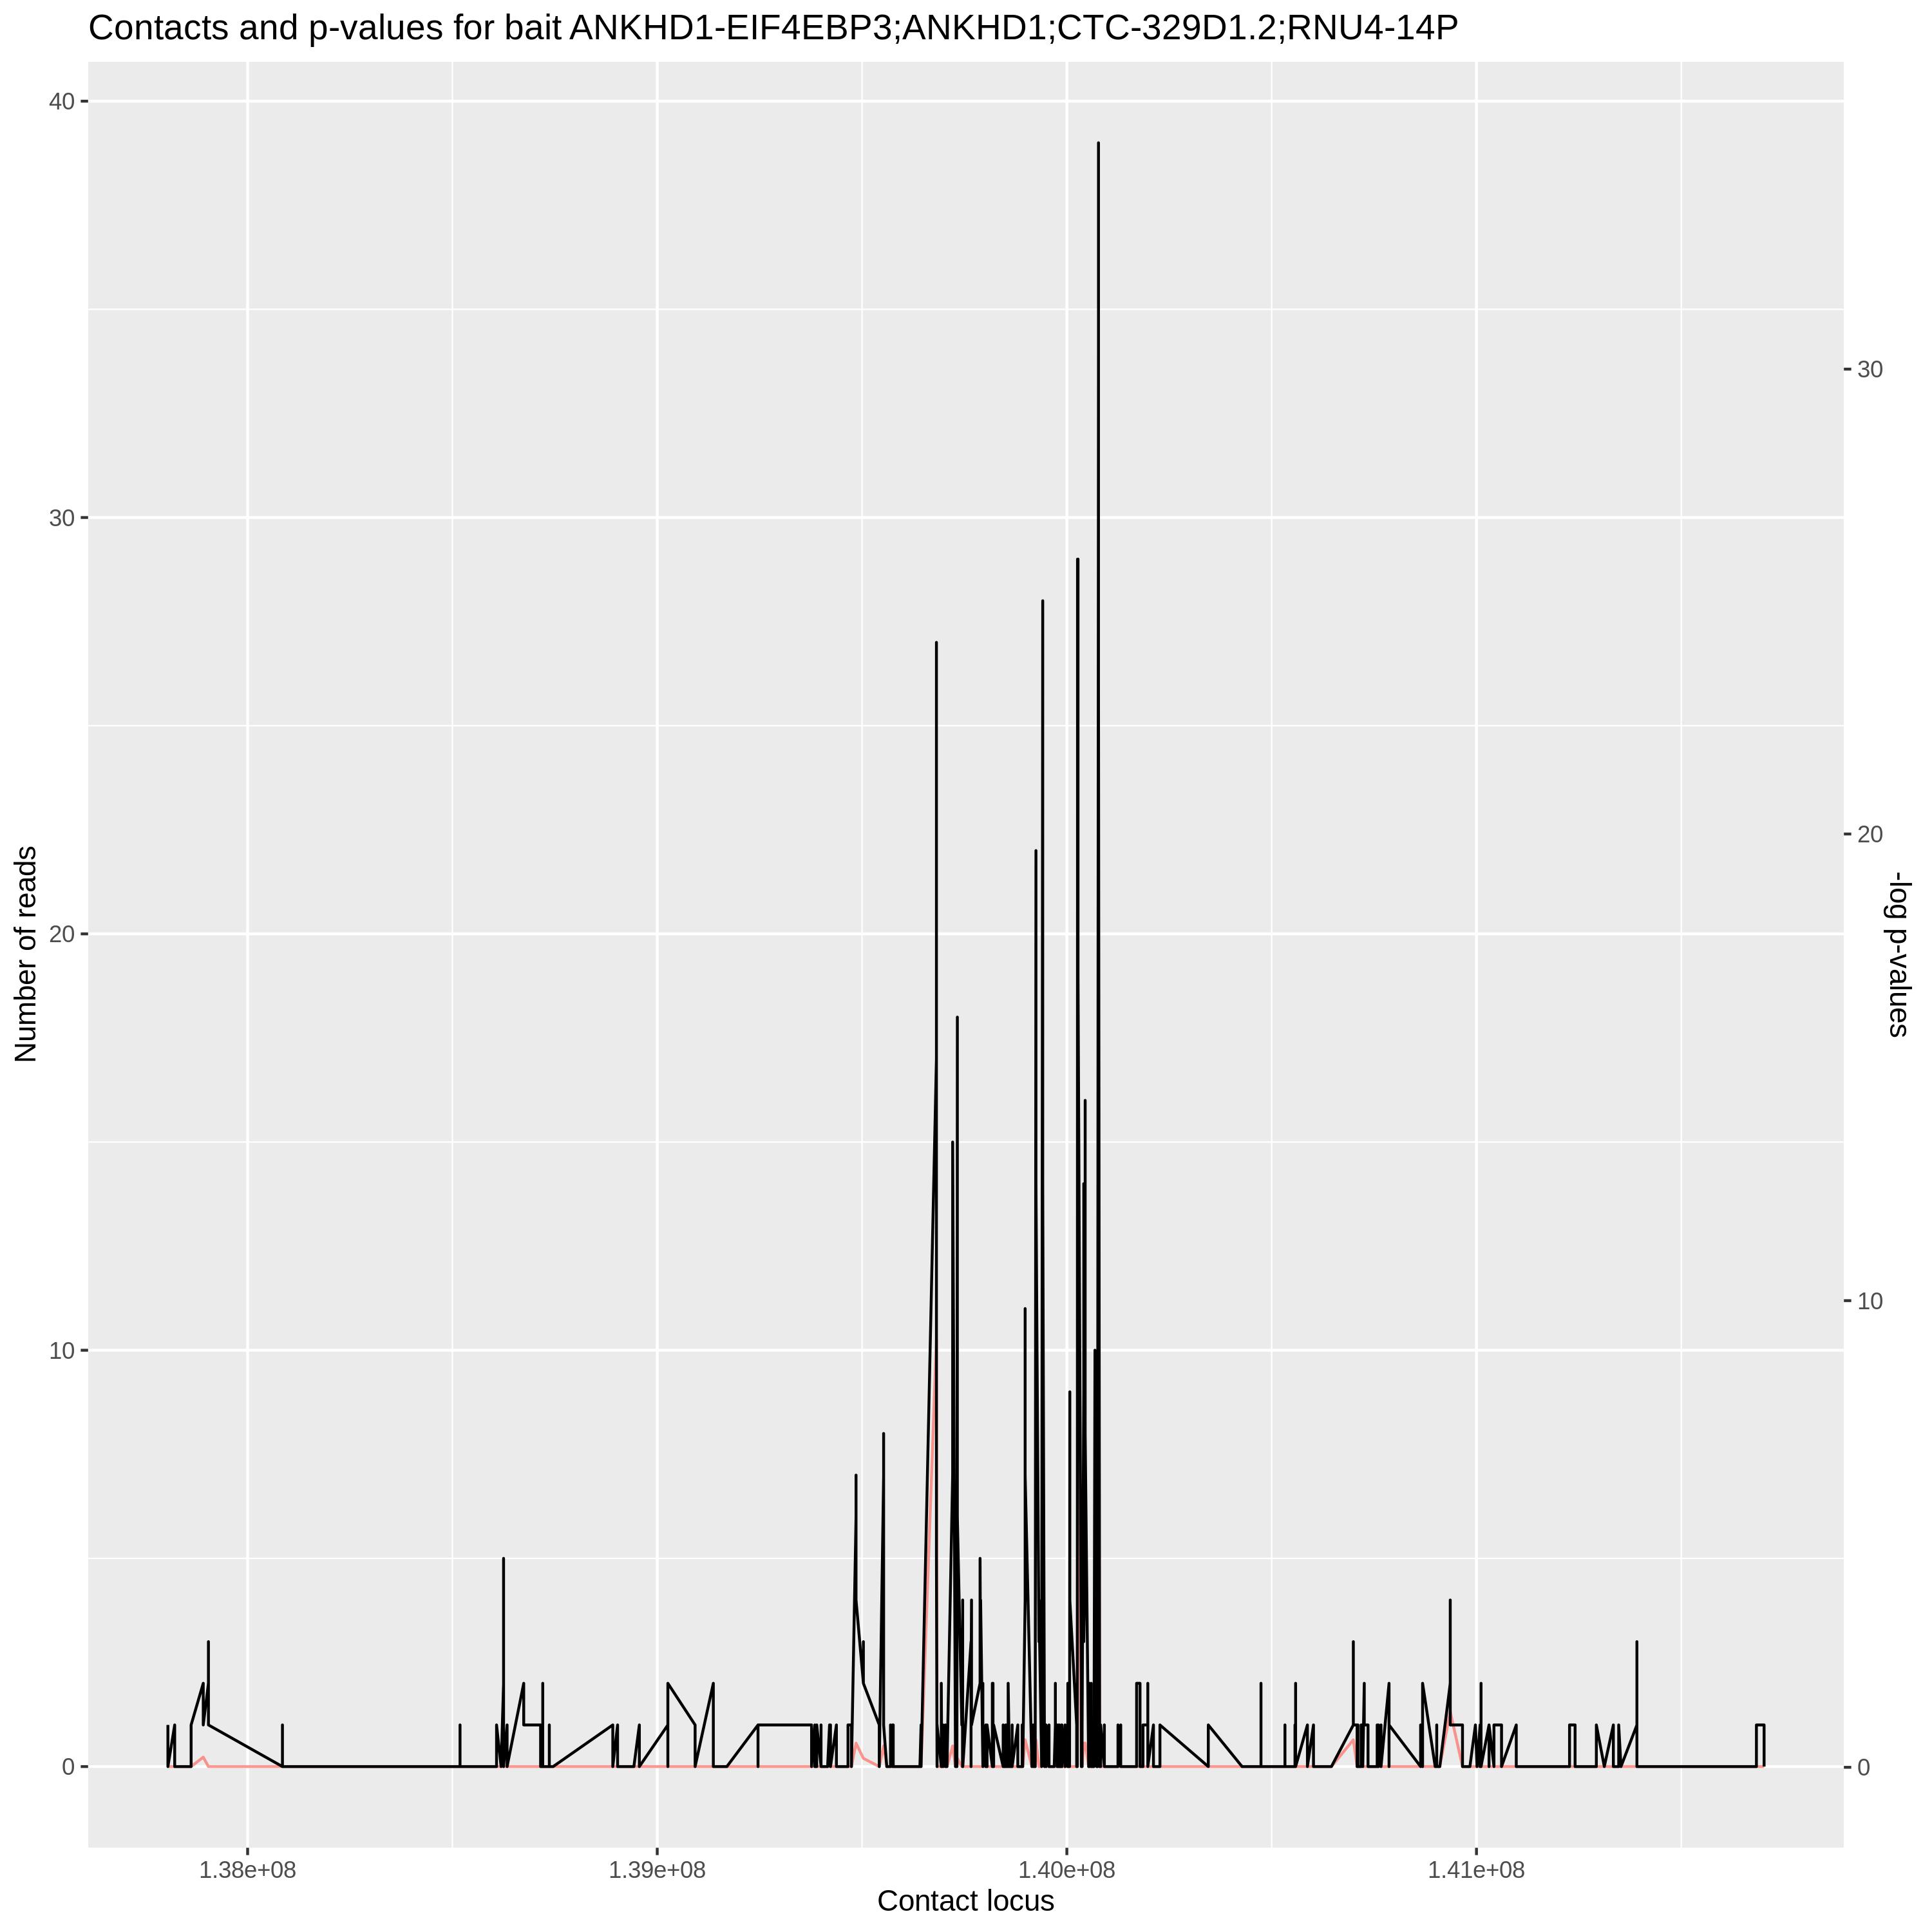 Contacts and p-values for bait ANKHD1-EIF4EBP3;ANKHD1;CTC-329D1.2;RNU4-14P
40
30
20
10
0
Number of reads
30
20
10
0
-log p-values
1.38e+08
1.39e+08
1.40e+08
1.41e+08
Contact locus